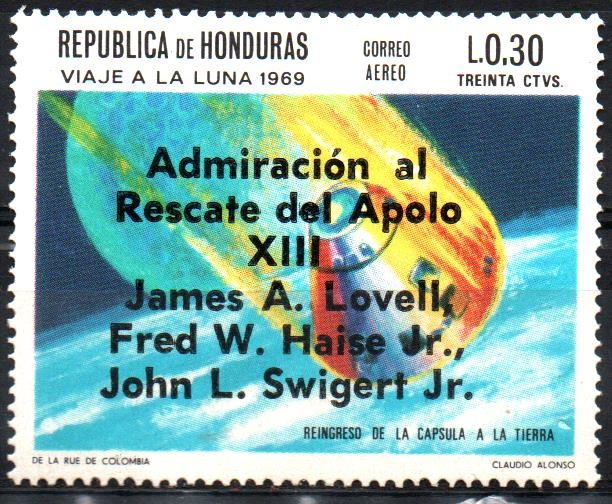 REPUBLICA DE HONDURAS
VIAJE A LA LUNA 1969
CORREO
AEREO
L.0.30
TREINTA CTVS.
Admiración al
Rescate del Apolo
XIII
James A. Lovell,
Fred W. Haise Jr.,
John L. Swigert Jr.
REINGRESO DE LA CAPSULA A LA TIERRA
DE LA RUE DE COLOMBIA
CLAUDIO ALONSO